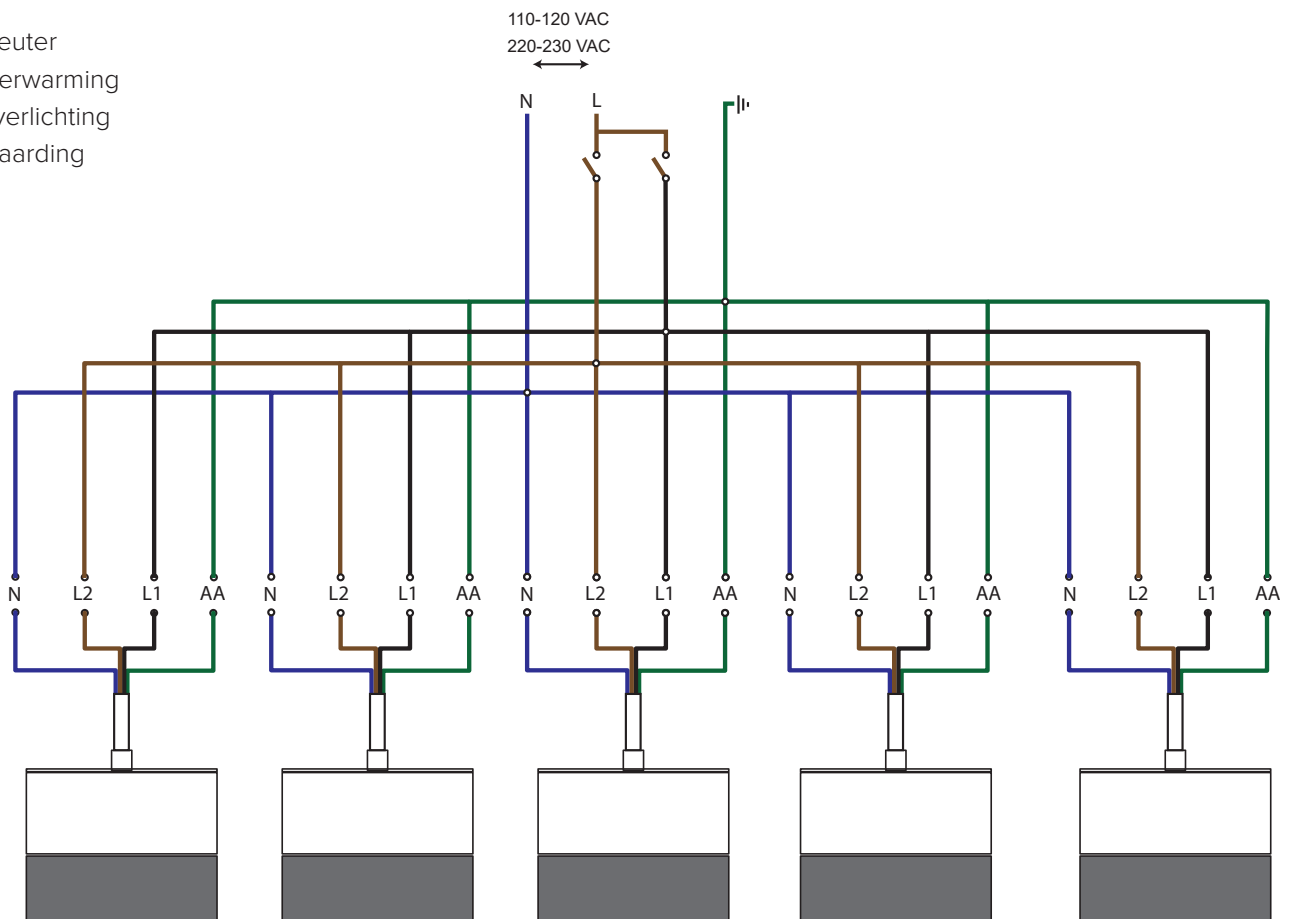 110-120 VAC
euter
220-230 VAC
erwarming
N L
verlichting
aarding
N L2 L1 AA N L2 L1 AA N L2 L1 AA N L2 L1 AA N L2 L1 AA